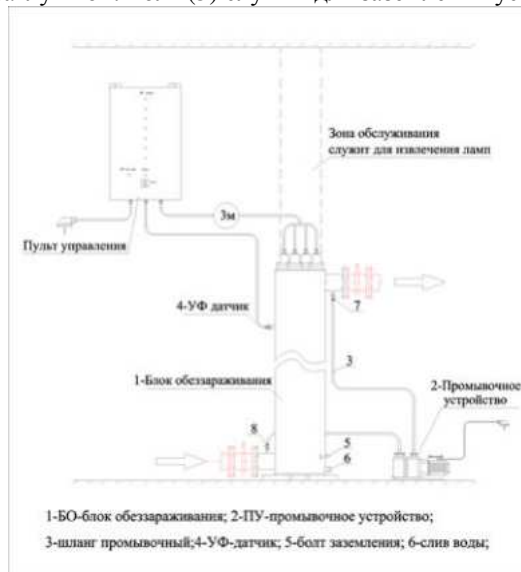 Зона обслуживания
служит для извлечения ламп
3м
Пульт управления
4-УФ датчик
7
3
1-Блок обеззараживания
2-Промывочное
устройство
8
5
6
1-БО-блок обеззараживания; 2-ПУ-промывочное устройство;
3-шланг промывочный;4-УФ-датчик; 5-болт заземления; 6-слив воды;